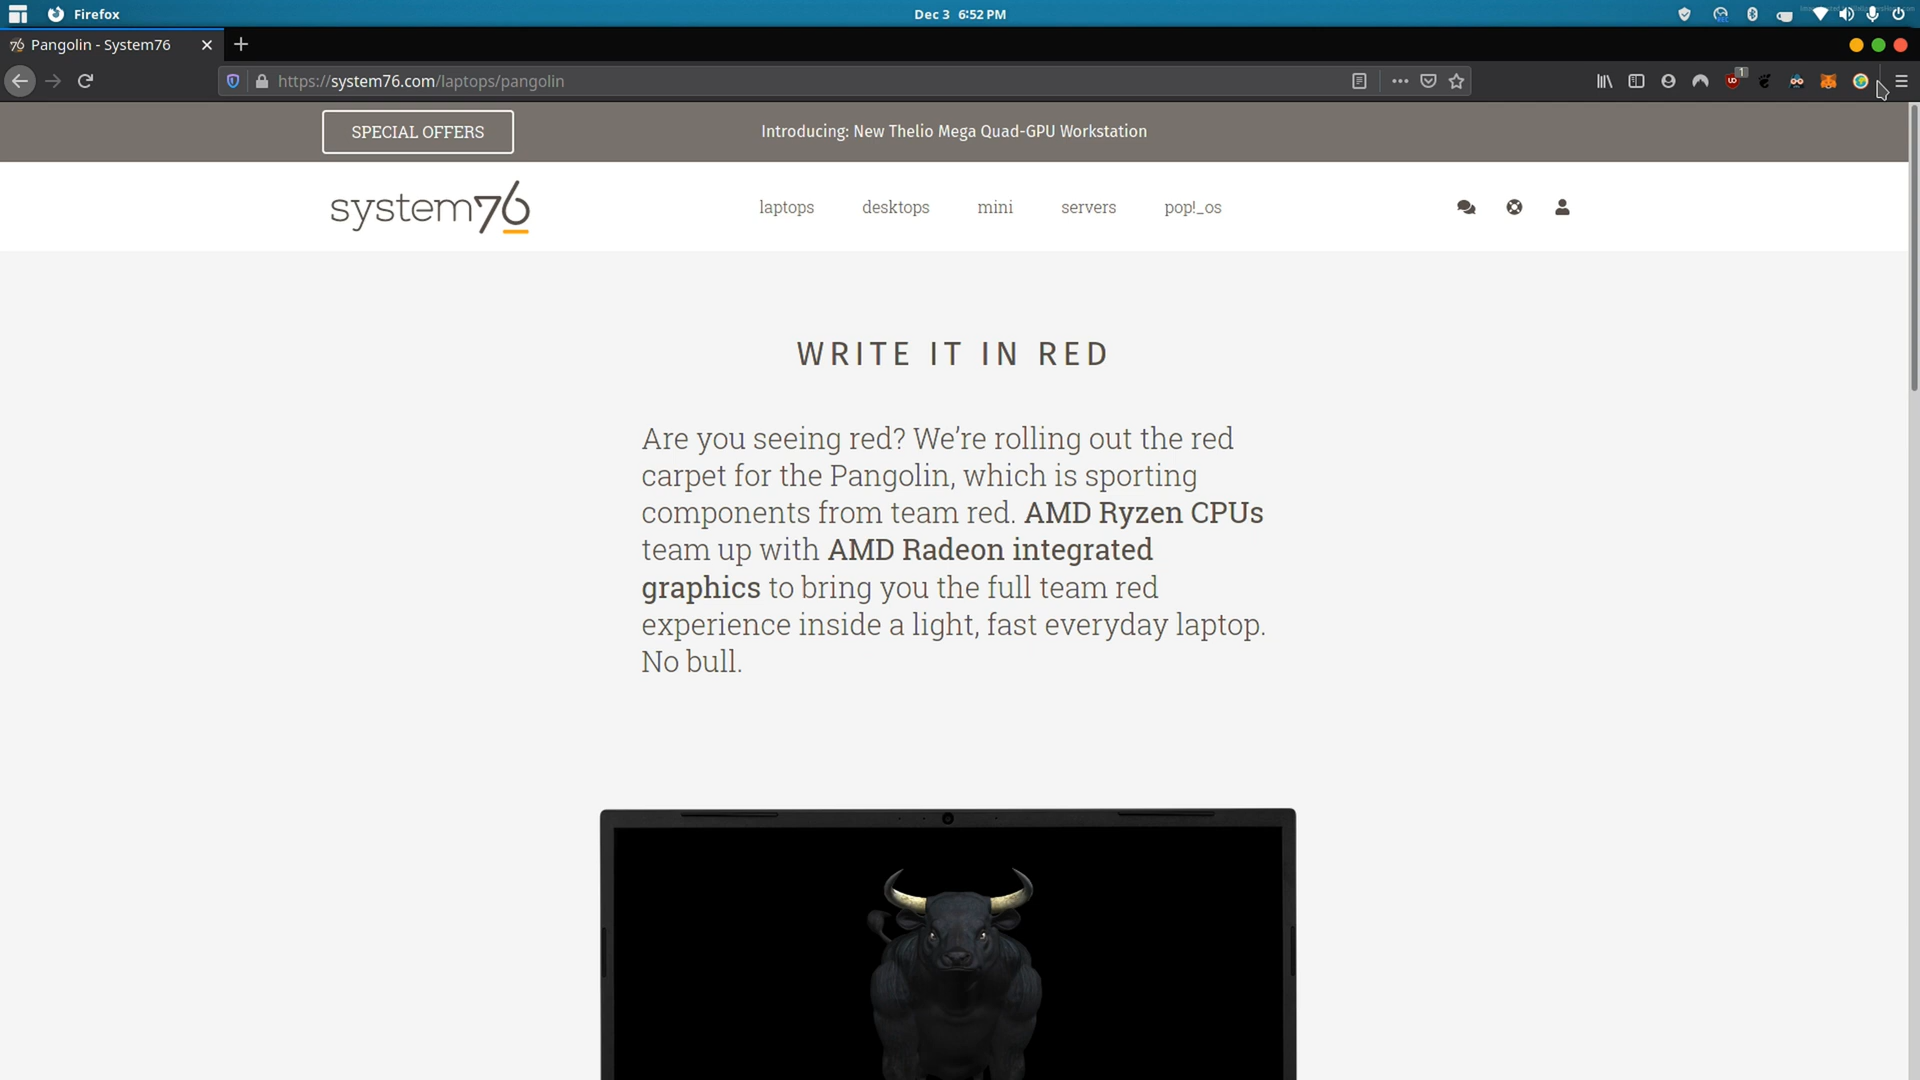 Firefox
Dec 3 6:52 PM
Pangolin - System76
https://system76.com/laptops/pangolin
1
SPECIAL OFFERS
Introducing: New Thelio Mega Quad-GPU Workstation
system76
laptops
desktops
mini
servers
pop!_os
WRITE IT IN RED
Are you seeing red? We’re rolling out the red
carpet for the Pangolin, which is sporting
components from team red. AMD Ryzen CPUs
team up with AMD Radeon integrated
graphics to bring you the full team red
experience inside a light, fast everyday laptop.
No bull.